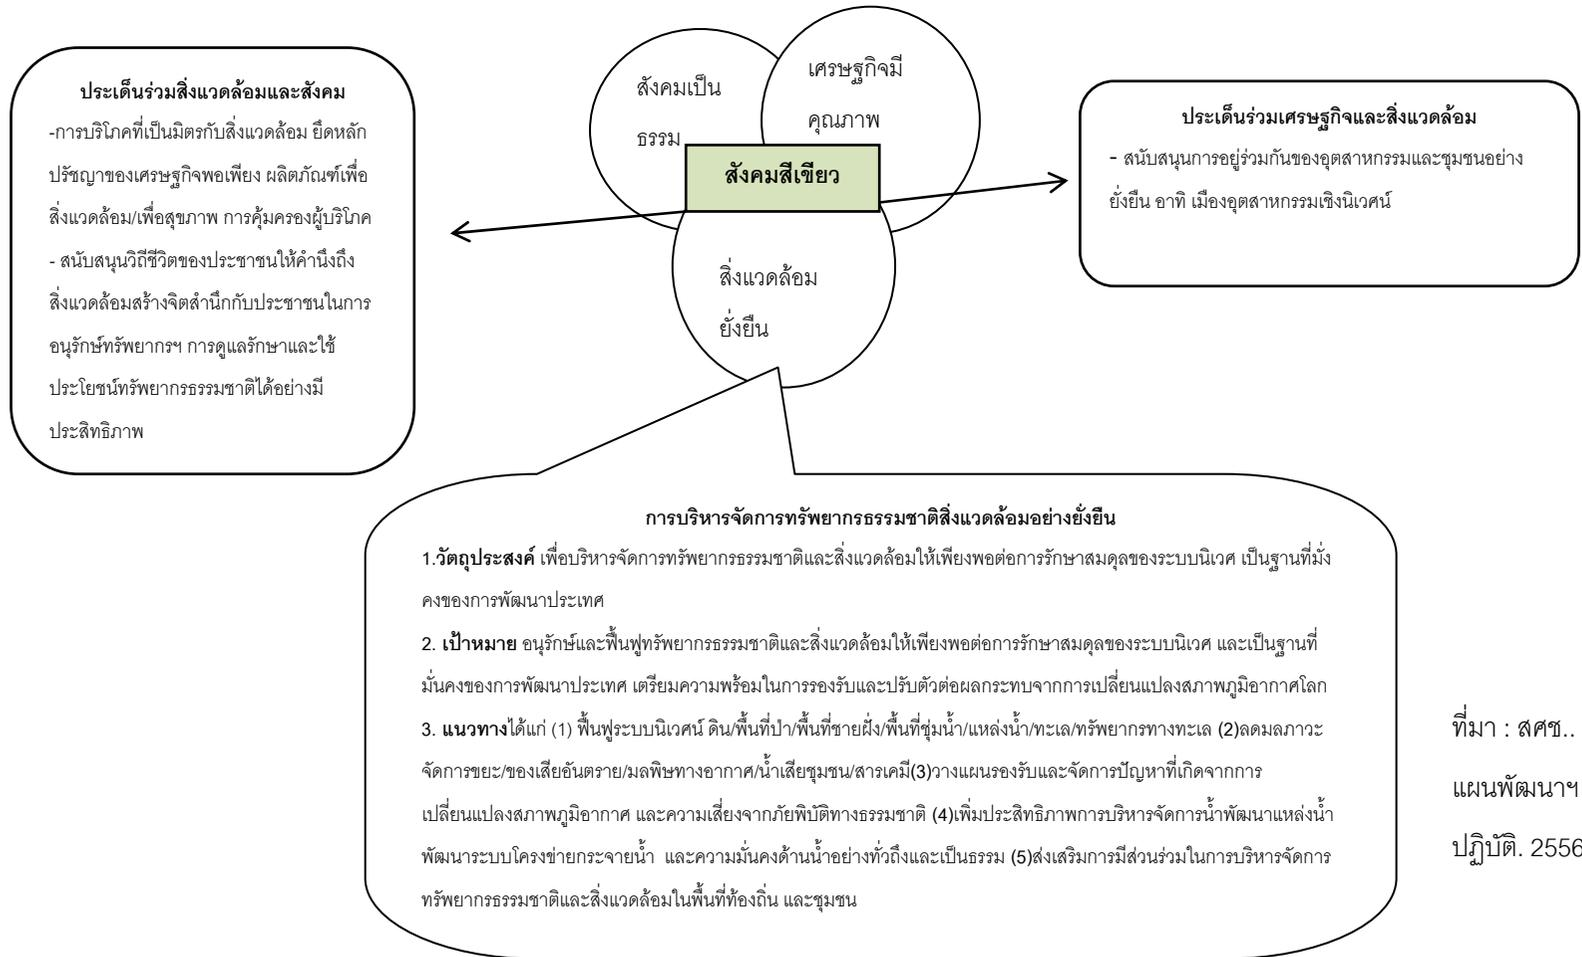 สังคมเป็น
ธรรม
เศรษฐกิจมี
คุณภาพ
สังคมสีเขียว
สิ่งแวดล้อม
ยั่งยืน
ประเด็นร่วมสิ่งแวดล้อมและสังคม
-การบริโภคที่เป็นมิตรกับสิ่งแวดล้อม ยึดหลัก
ปรัชญาของเศรษฐกิจพอเพียง ผลิตภัณฑ์เพื่อ
สิ่งแวดล้อม/เพื่อสุขภาพ การคุ้มครองผู้บริโภค
- สนับสนุนวิถีชีวิตของประชาชนให้คำนึงถึง
สิ่งแวดล้อมสร้างจิตสำนึกกับประชาชนในการ
อนุรักษ์ทรัพยากรฯ การดูแลรักษาและใช้
ประโยชน์ทรัพยากรธรรมชาติได้อย่างมี
ประสิทธิภาพ
ประเด็นร่วมเศรษฐกิจและสิ่งแวดล้อม
- สนับสนุนการอยู่ร่วมกันของอุตสาหกรรมและชุมชนอย่าง
ยั่งยืน อาทิ เมืองอุตสาหกรรมเชิงนิเวศน์
การบริหารจัดการทรัพยากรธรรมชาติสิ่งแวดล้อมอย่างยั่งยืน
1.วัตถุประสงค์ เพื่อบริหารจัดการทรัพยากรธรรมชาติและสิ่งแวดล้อมให้เพียงพอต่อการรักษาสมดุลของระบบนิเวศ เป็นฐานที่มั่ง
คงของการพัฒนาประเทศ
2. เป้าหมาย อนุรักษ์และฟื้นฟูทรัพยากรธรรมชาติและสิ่งแวดล้อมให้เพียงพอต่อการรักษาสมดุลของระบบนิเวศ และเป็นฐานที่
มั่นคงของการพัฒนาประเทศ เตรียมความพร้อมในการรองรับและปรับตัวต่อผลกระทบจากการเปลี่ยนแปลงสภาพภูมิอากาศโลก
3. แนวทางได้แก่ (1) ฟื้นฟูระบบนิเวศน์ ดิน/พื้นที่ป่า/พื้นที่ชายฝั่ง/พื้นที่ชุ่มน้ำ/แหล่งน้ำ/ทะเล/ทรัพยากรทางทะเล (2)ลดมลภาวะ
จัดการขยะ/ของเสียอันตราย/มลพิษทางอากาศ/น้ำเสียชุมชน/สารเคมี(3)วางแผนรองรับและจัดการปัญหาที่เกิดจากการ
เปลี่ยนแปลงสภาพภูมิอากาศ และความเสี่ยงจากภัยพิบัติทางธรรมชาติ (4)เพิ่มประสิทธิภาพการบริหารจัดการน้ำพัฒนาแหล่งน้ำ
พัฒนาระบบโครงข่ายกระจายน้ำ และความมั่นคงด้านน้ำอย่างทั่วถึงและเป็นธรรม (5)ส่งเสริมการมีส่วนร่วมในการบริหารจัดการ
ทรัพยากรธรรมชาติและสิ่งแวดล้อมในพื้นที่ท้องถิ่น และชุมชน
ที่มา : สศช..
แผนพัฒนาฯ
ปฏิบัติ. 2556